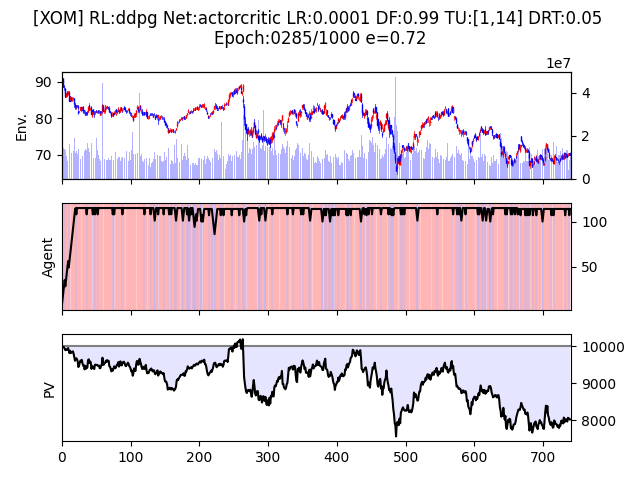 [XOM] RL:ddpg Net:actorcritic LR:0.0001 DF:0.99 TU:[1,14] DRT:0.05
Epoch:0285/1000 e=0.72
1e7
90
80
70
Env.
4
2
0
Agent
100
50
PV
10000
9000
8000
0 100 200 300 400 500 600 700